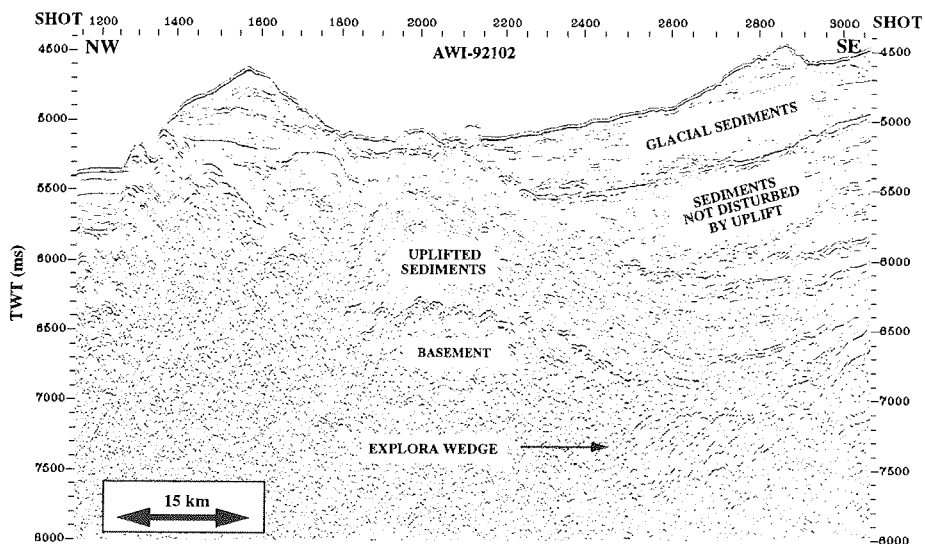 SHOT 1200 1400 1600 1800 2000 2200 2400 2600 2800 3000 SHOT
NW AWI-92102 SE
4500 4500
5000 5000
5500 5500
6000 6000
6500 6500
7000 7000
7500 7500
8000 8000
TWT (ms)
GLACIAL SEDIMENTS
SEDIMENTS
NOT DISTURBED
BY UPLIFT
UPLIFTED
SEDIMENTS
BASEMENT
EXPLORA WEDGE
15 km